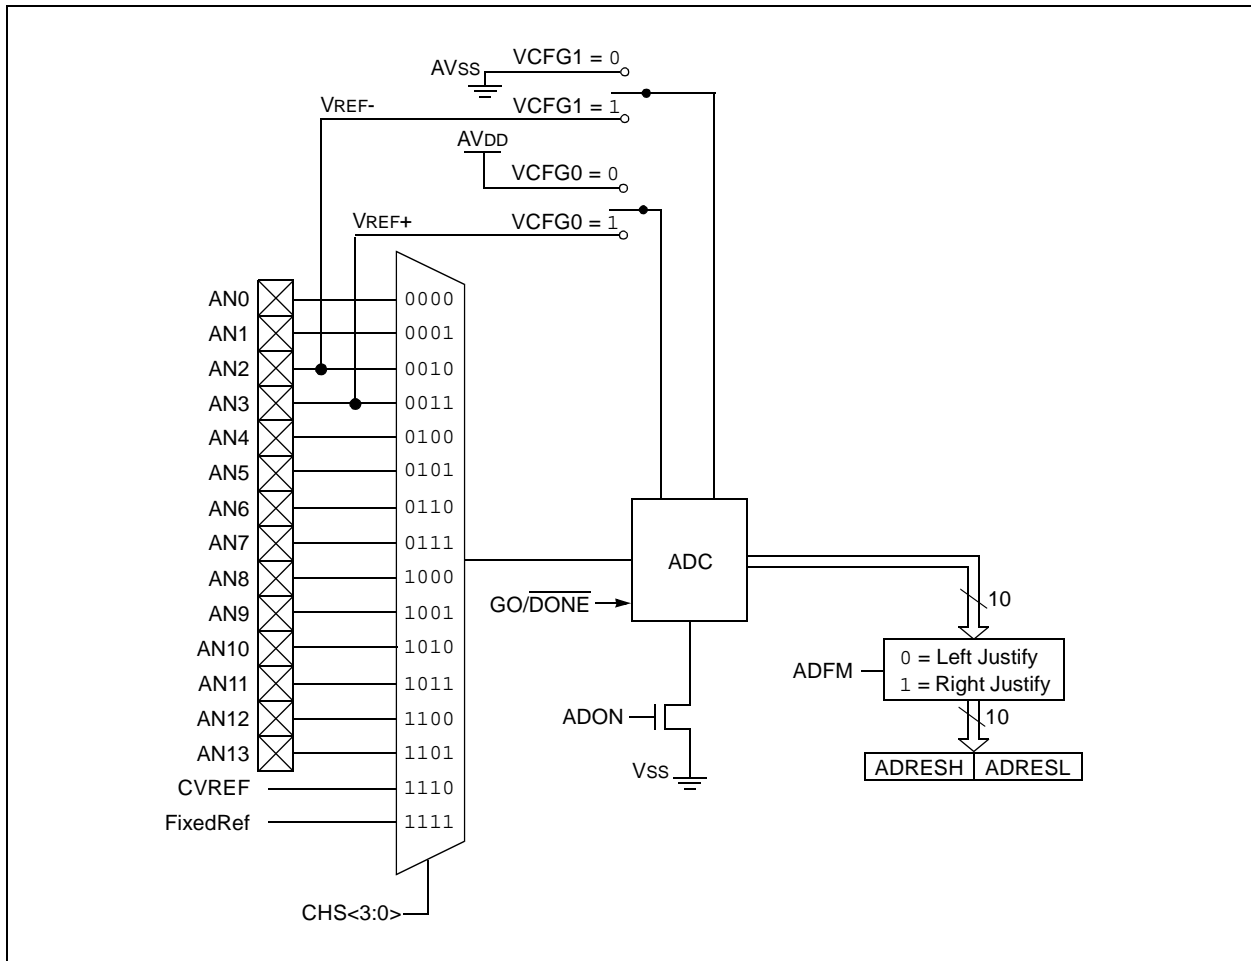 AVSS
VCFG1 = 0
VREF-
VCFG1 = 1
AVDD
VCFG0 = 0
VREF+
VCFG0 = 1
AN0 0000
AN1 0001
AN2 0010
AN3 0011
AN4 0100
AN5 0101
AN6 0110
AN7 0111
AN8 1000
AN9 1001
AN10 1010
AN11 1011
AN12 1100
AN13 1101
CVREF 1110
FixedRef 1111
CHS<3:0>
ADC
GO/DONE
ADON
VSS
10
ADFM
0 = Left Justify
1 = Right Justify
10
ADRESH ADRESL